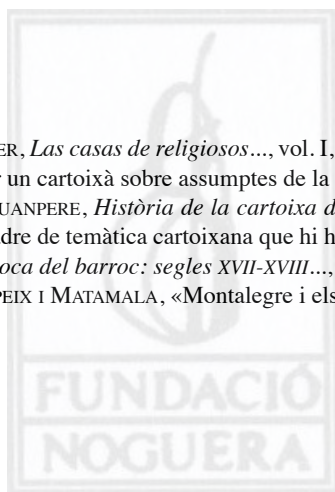 ER, Las casas de religiosos..., vol. I,
r un cartoixà sobre assumptes de la
UANPERE, Història de la cartoixa d
dre de temàtica cartoixana que hi h
oca del barroc: segles XVII-XVIII...,
PEIX I MATAMALA, «Montalegre i els
FUNDACIÓ
NOGUERA